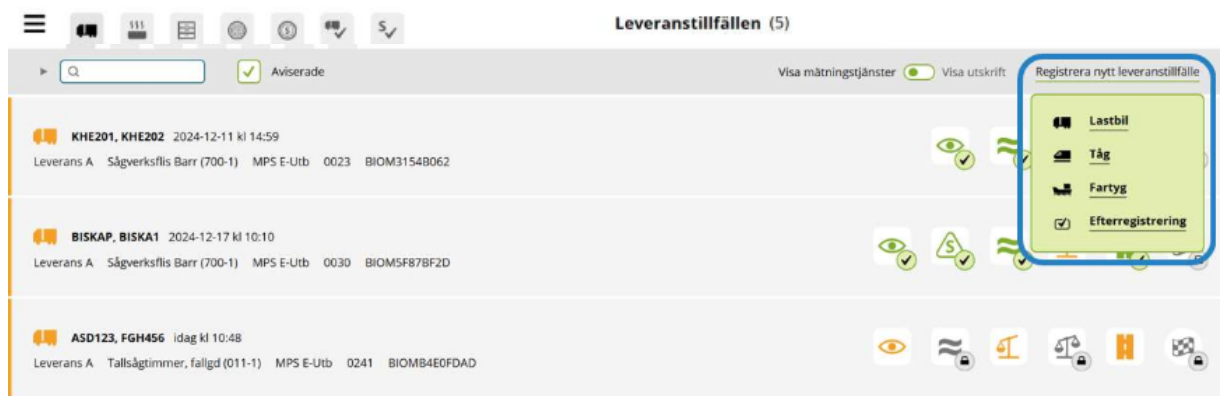 Leveranstillfällen (5)
Aviserade
Visa mätningstjänster Visa utskrift Registrera nytt leveranstillfälle
Lastbil
Tåg
Fartyg
Efterregistrering
KHE201, KHE202 2024-12-11 kl 14:59
Leverans A Sågverksflis Barr (700-1) MPS E-Utb 0023 BIOM3154B062
BISKAP, BISKA1 2024-12-17 kl 10:10
Leverans A Sågverksflis Barr (700-1) MPS E-Utb 0030 BIOM5F87BF2D
ASD123, FGH456 idag kl 10:48
Leverans A Tallsågtimmer, fallgd (011-1) MPS E-Utb 0241 BIOMB4E0FDAD